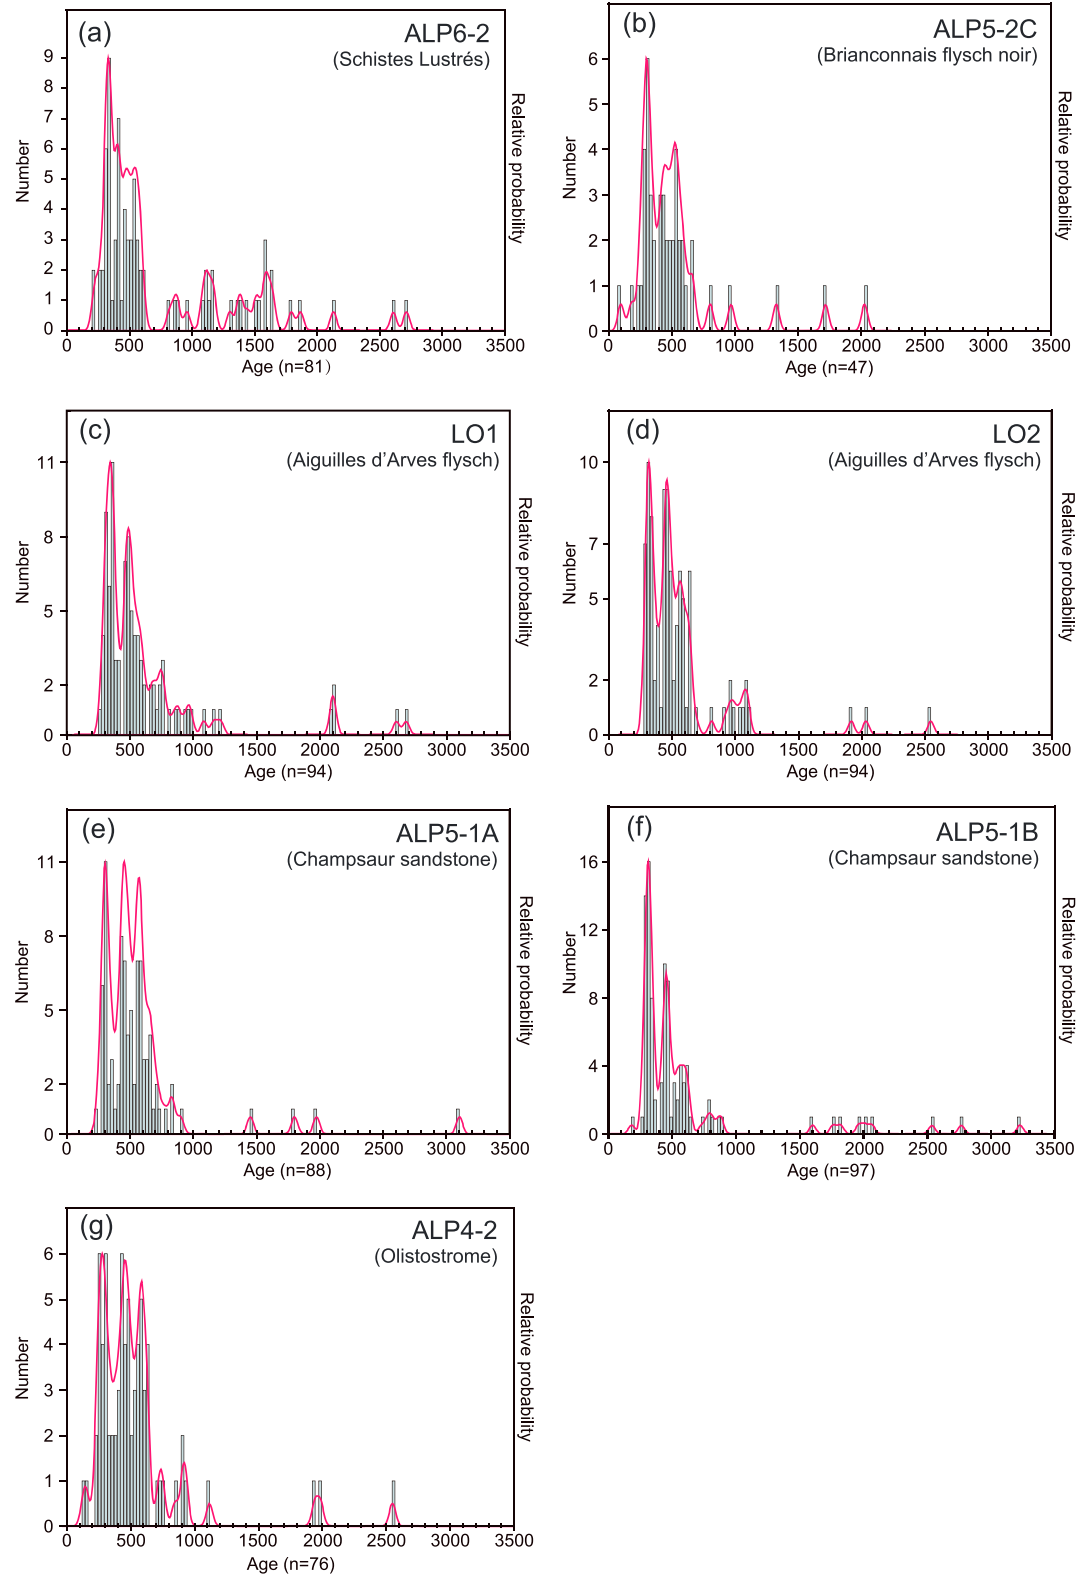 (a)
ALP6-2
(Schistes Lustrés)
9
8
7
6
5
4
3
2
1
0
Number
Relative probability
0 500 1000 1500 2000 2500 3000 3500
Age (n=81)
(b)
ALP5-2C
(Brianconnais flysch noir)
6
5
4
3
2
1
0
Number
Relative probability
0 500 1000 1500 2000 2500 3000 3500
Age (n=47)
(c)
LO1
(Aiguilles d'Arves flysch)
11
8
5
2
0
Number
Relative probability
0 500 1000 1500 2000 2500 3000 3500
Age (n=94)
(d)
LO2
(Aiguilles d'Arves flysch)
10
7
5
2
0
Number
Relative probability
0 500 1000 1500 2000 2500 3000 3500
Age (n=94)
(e)
ALP5-1A
(Champsaur sandstone)
11
8
5
2
0
Number
Relative probability
0 500 1000 1500 2000 2500 3000 3500
Age (n=88)
(f)
ALP5-1B
(Champsaur sandstone)
16
12
8
4
0
Number
Relative probability
0 500 1000 1500 2000 2500 3000 3500
Age (n=97)
(g)
ALP4-2
(Olistostrome)
6
5
4
3
2
1
0
Number
Relative probability
0 500 1000 1500 2000 2500 3000 3500
Age (n=76)